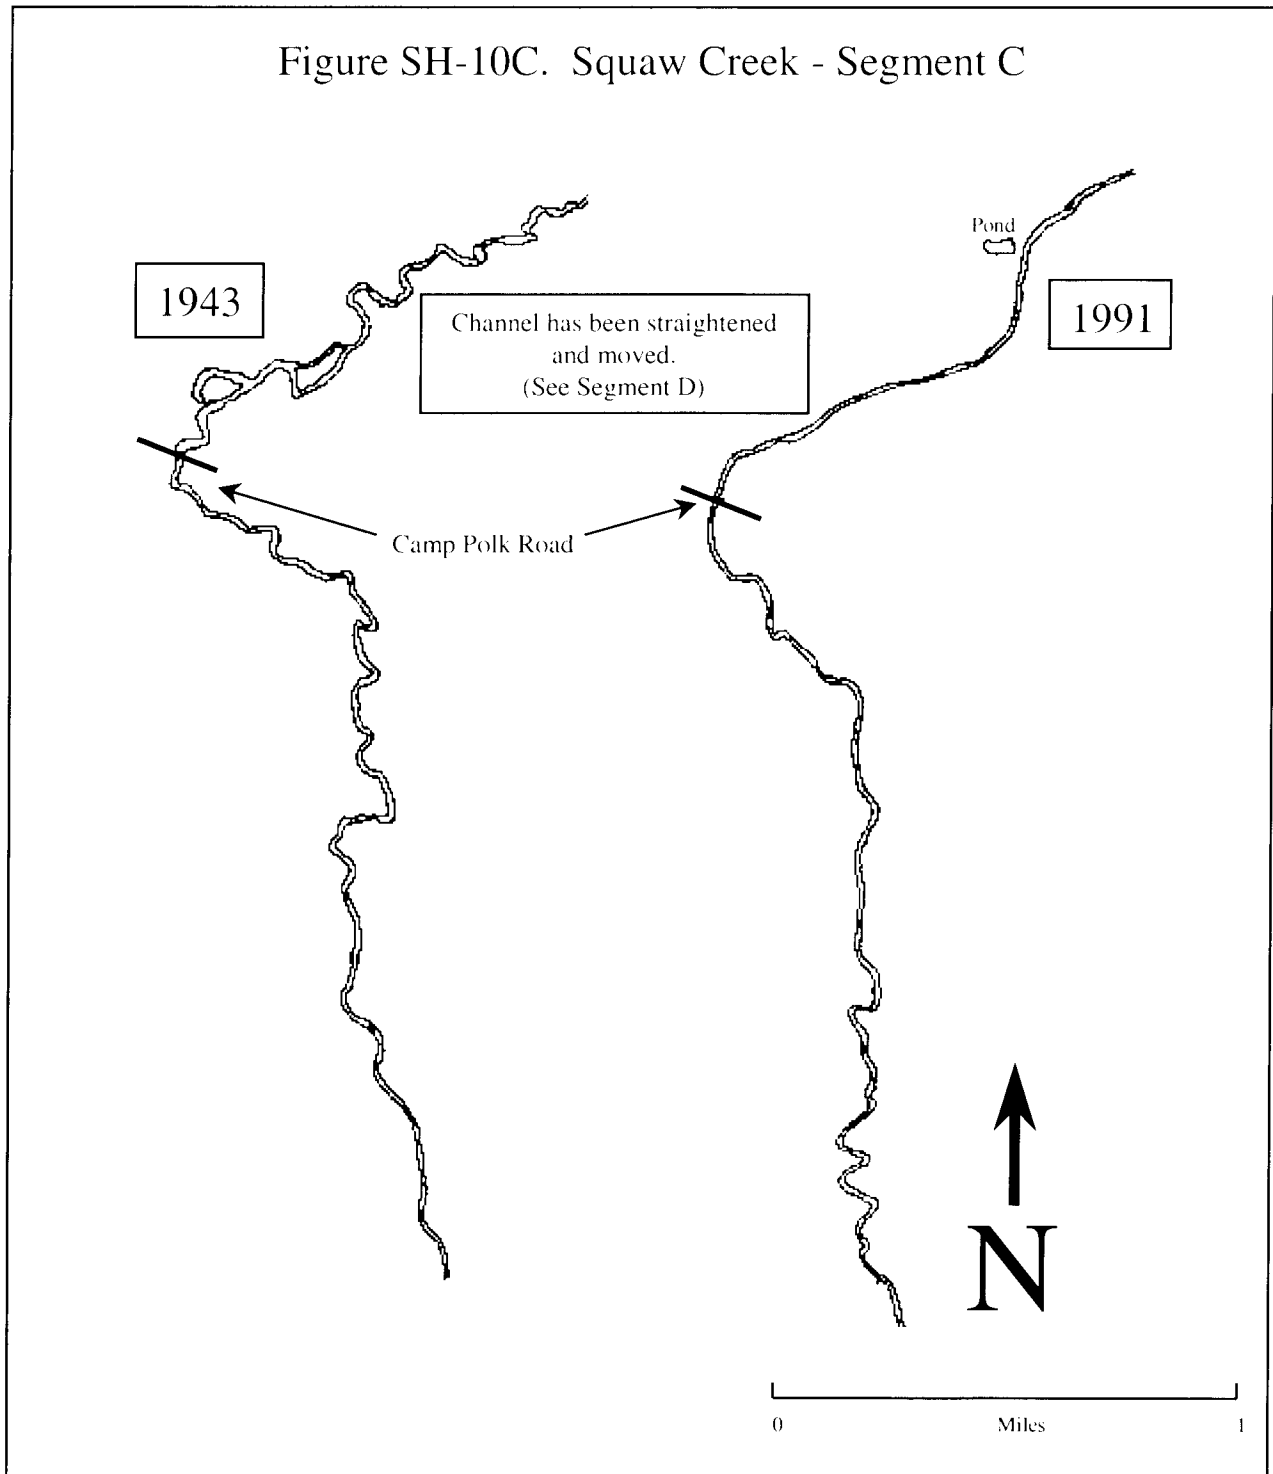 Figure SH-10C. Squaw Creek - Segment C
Pond
1943
1991
Channel has been straightened
and moved.
(See Segment D)
Camp Polk Road
N
0 Miles 1